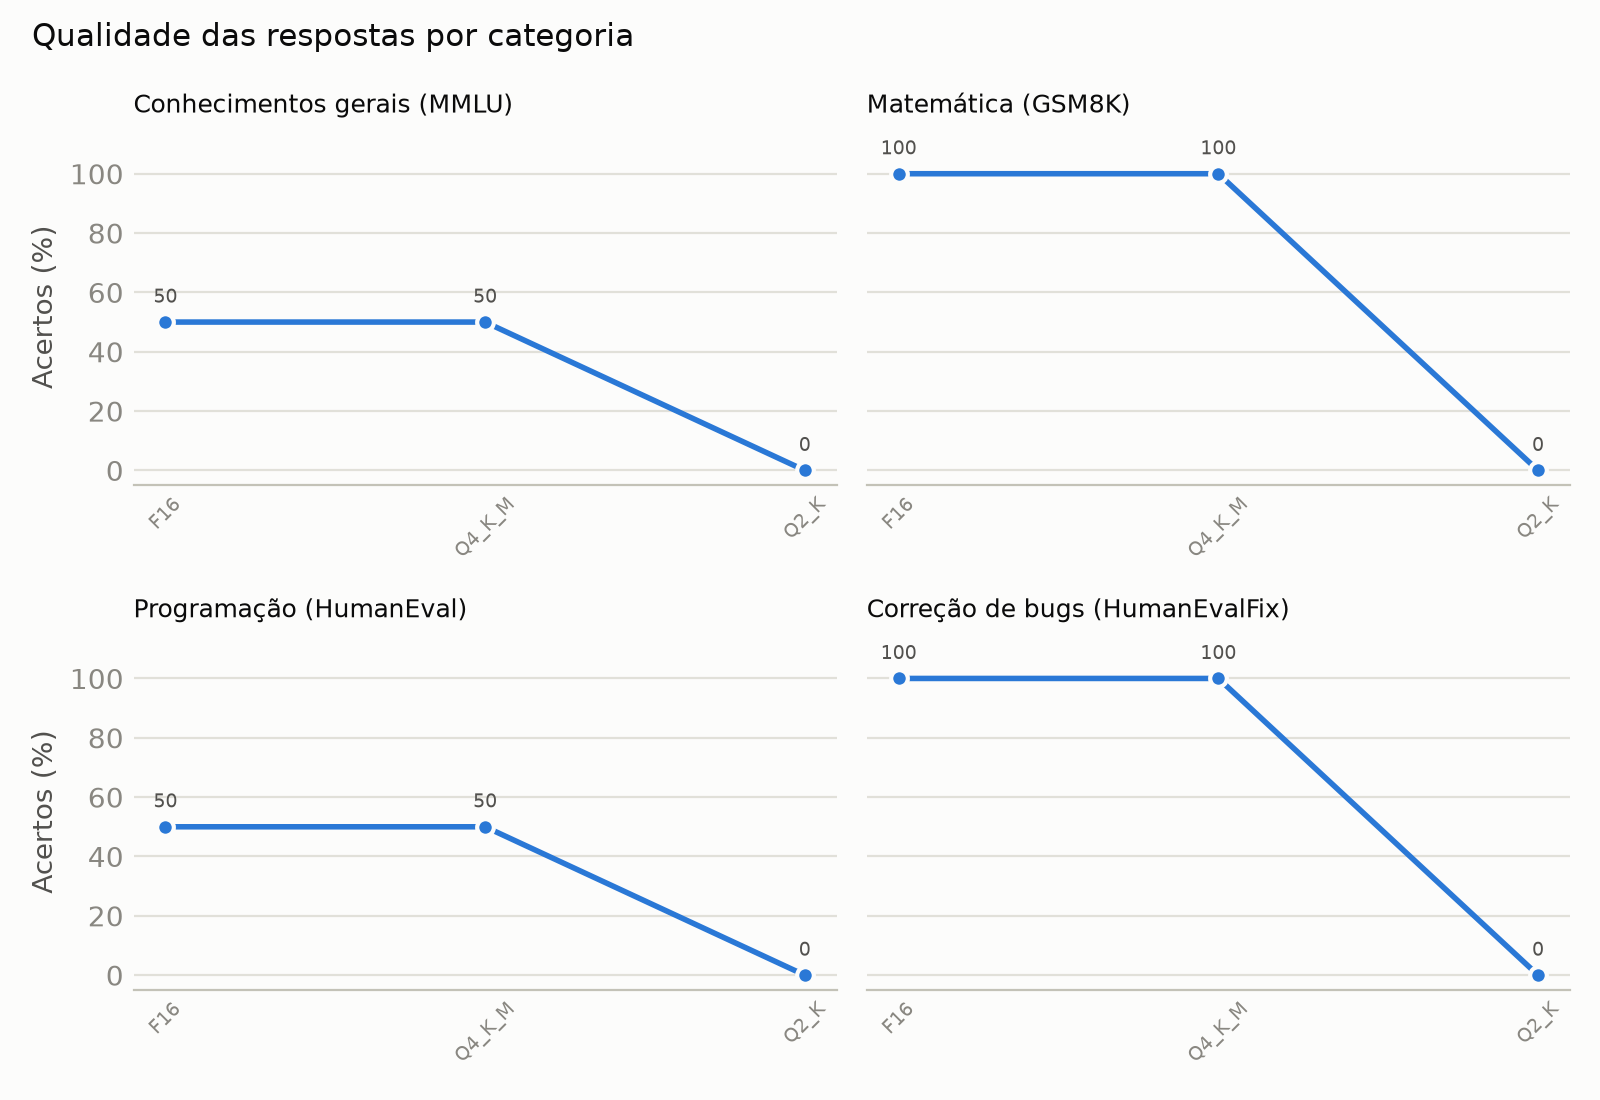 Qualidade das respostas por categoria
Conhecimentos gerais (MMLU)
Acertos (%)
100
80
60
40
20
0
50
50
0
F16
Q4_K_M
Q2_K
Matemática (GSM8K)
100
100
0
F16
Q4_K_M
Q2_K
Programação (HumanEval)
Acertos (%)
100
80
60
40
20
0
50
50
0
F16
Q4_K_M
Q2_K
Correção de bugs (HumanEvalFix)
100
100
0
F16
Q4_K_M
Q2_K